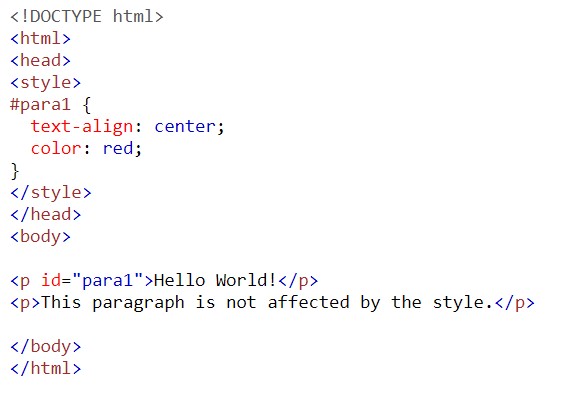 <!DOCTYPE html>
<html>
<head>
<style>
#para1 {
  text-align: center;
  color: red;
}
</style>
</head>
<body>

<p id="para1">Hello World!</p>
<p>This paragraph is not affected by the style.</p>

</body>
</html>